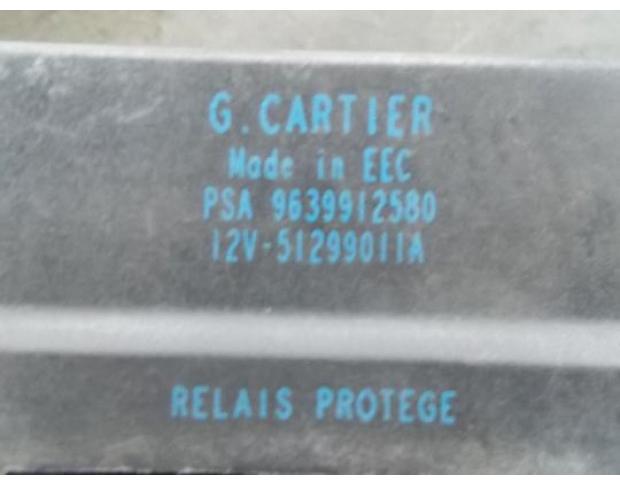 G.CARTIER
Made in EEC
PSA 9639912580
12V-51299011A
RELAIS PROTEGE